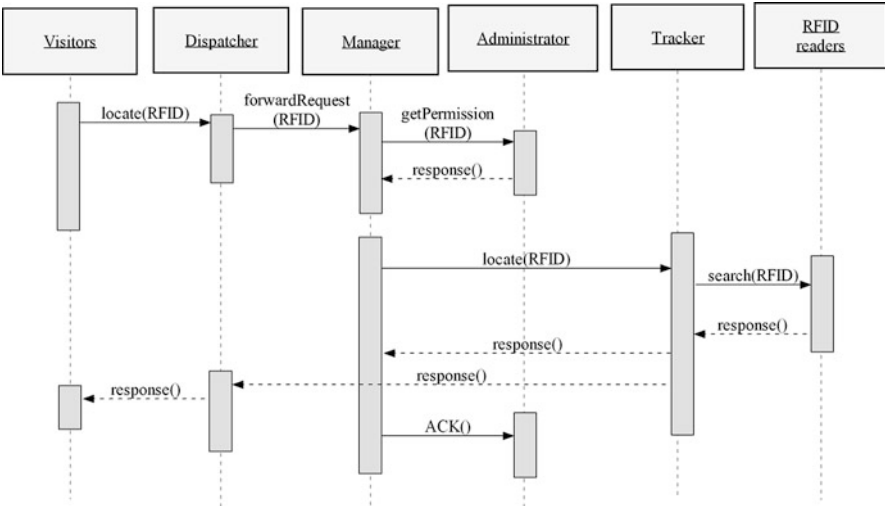 Visitors
Dispatcher
Manager
Administrator
Tracker
RFID
readers
locate(RFID)
forwardRequest
(RFID)
getPermission
(RFID)
response()
locate(RFID)
search(RFID)
response()
response()
response()
response()
ACK()